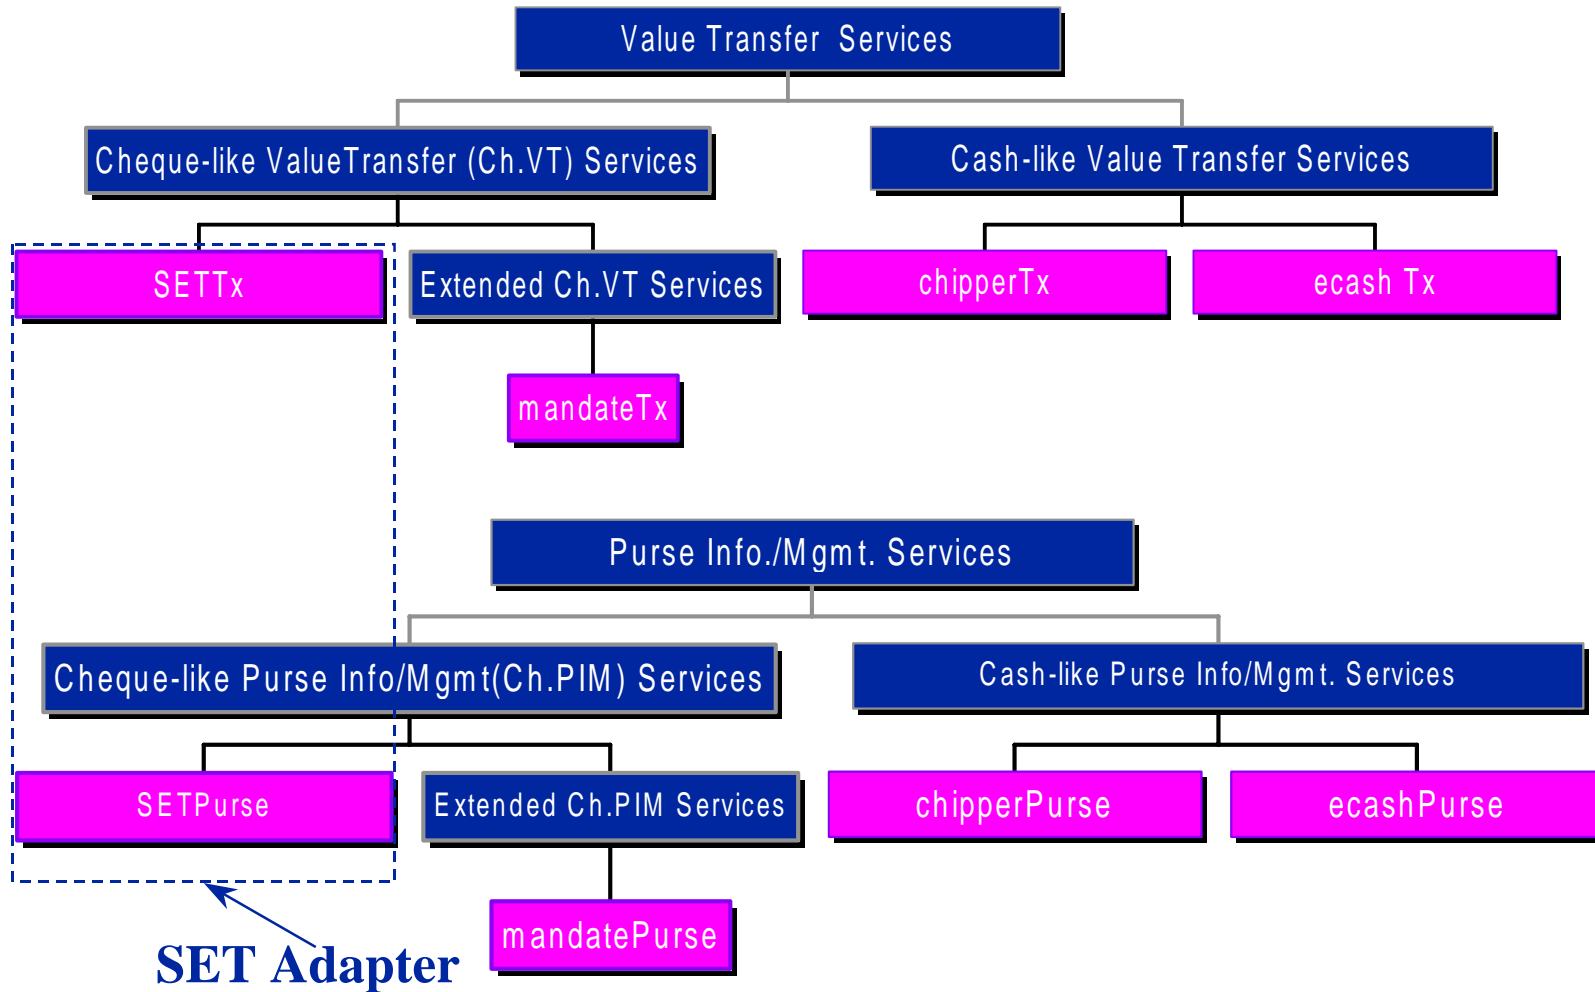 Value Transfer Services
Cheque-like ValueTransfer (Ch.VT) Services
Cash-like Value Transfer Services
SETTx
Extended Ch.VT Services
chipperTx
ecash Tx
mandateTx
Purse Info./Mgmt. Services
Cheque-like Purse Info/Mgmt(Ch.PIM) Services
Cash-like Purse Info/Mgmt. Services
SETPurse
Extended Ch.PIM Services
chipperPurse
ecashPurse
mandatePurse
SET Adapter